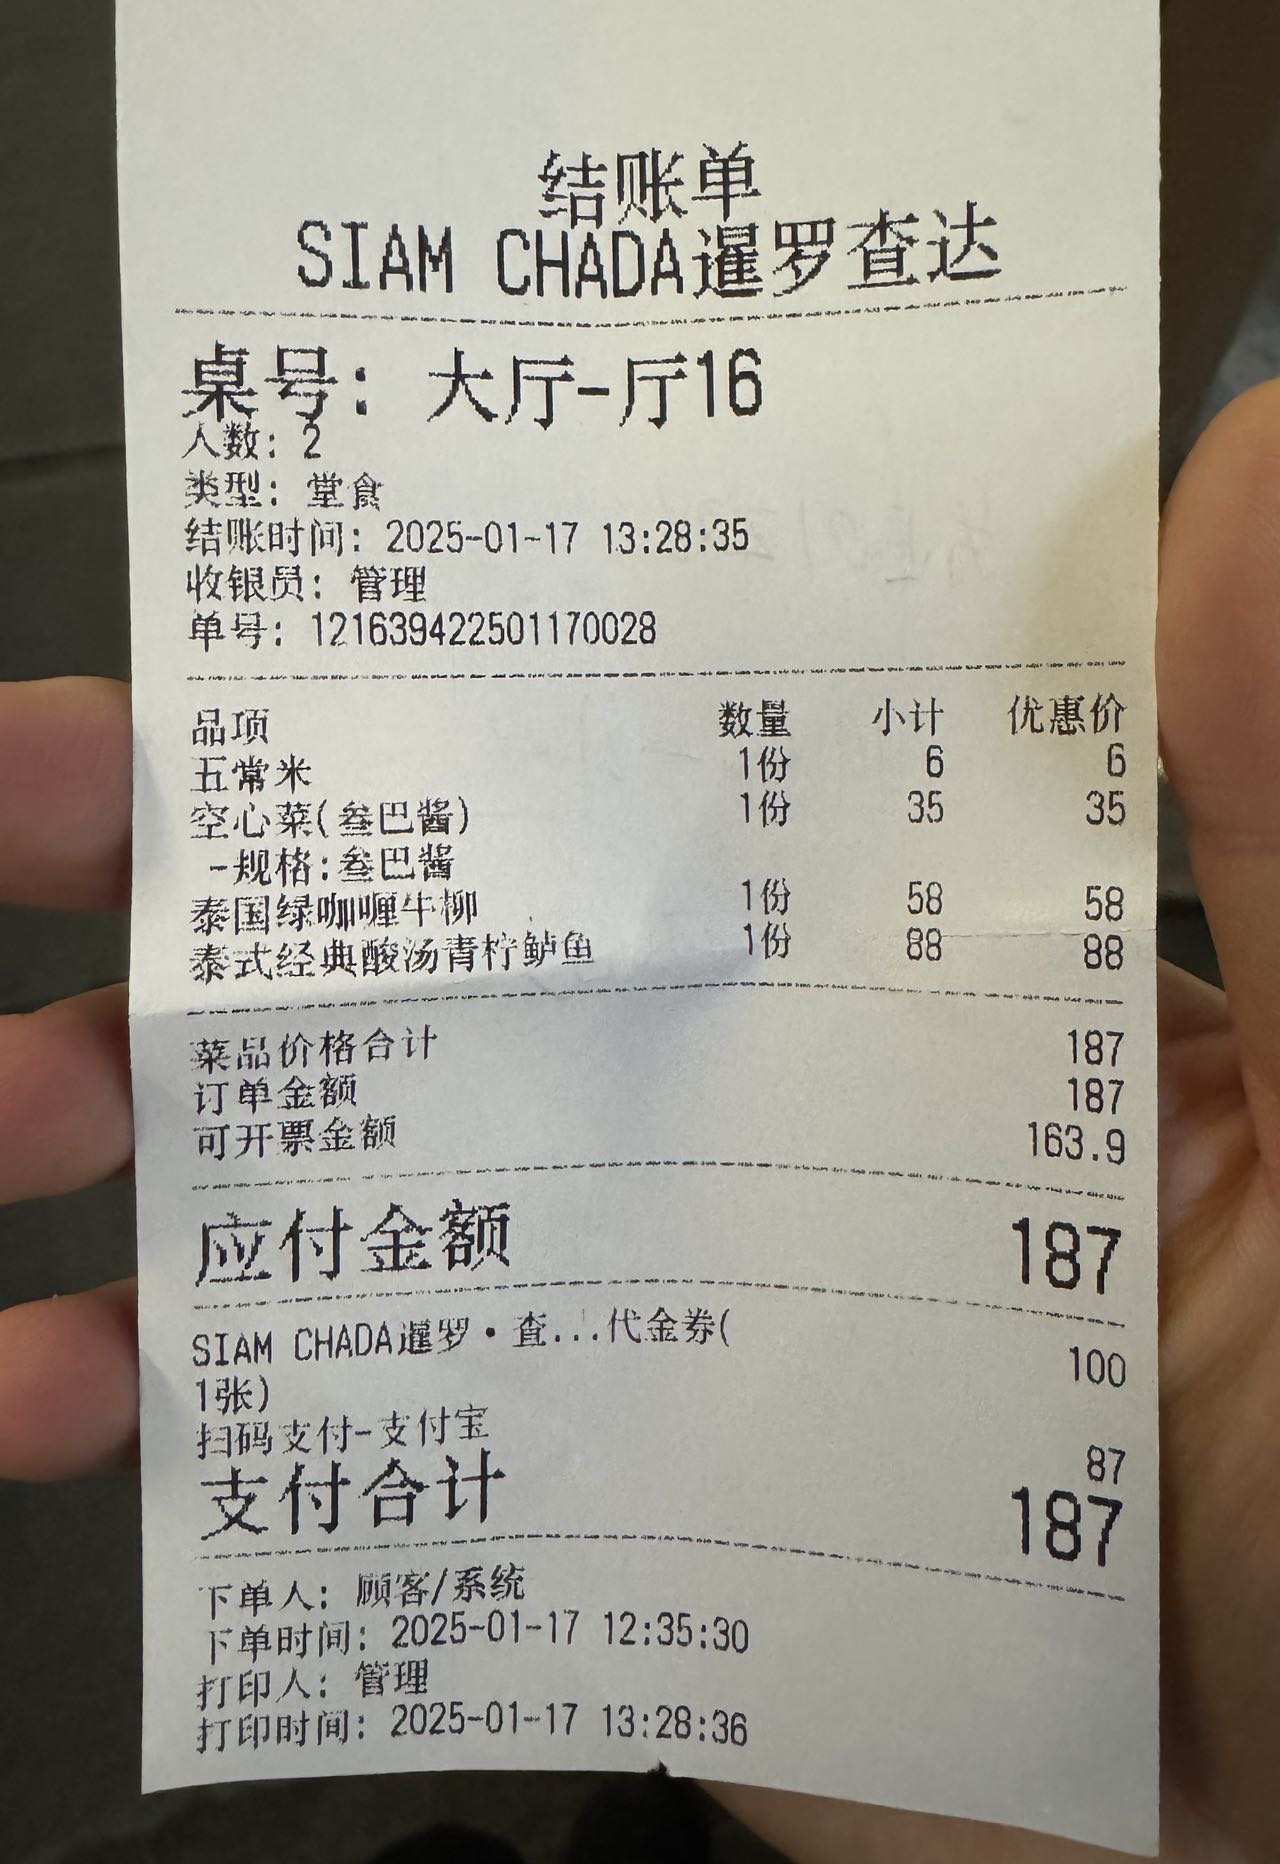 结账单
SIAM CHADA暹罗查达
桌号: 大厅-厅16
人数: 2
类型: 堂食
结账时间: 2025-01-17 13:28:35
收银员: 管理
单号: 121639422501170028
品项 数量 小计 优惠价
五常米 1份 6 6
空心菜(叁巴酱) 1份 35 35
-规格:叁巴酱
泰国绿咖喱牛柳 1份 58 58
泰式经典酸汤青柠鲈鱼 1份 88 88
菜品价格合计 187
订单金额 187
可开票金额 163.9
应付金额 187
SIAM CHADA暹罗·查...代金券( 100
1张)
扫码支付-支付宝 87
支付合计 187
下单人: 顾客/系统
下单时间: 2025-01-17 12:35:30
打印人: 管理
打印时间: 2025-01-17 13:28:36